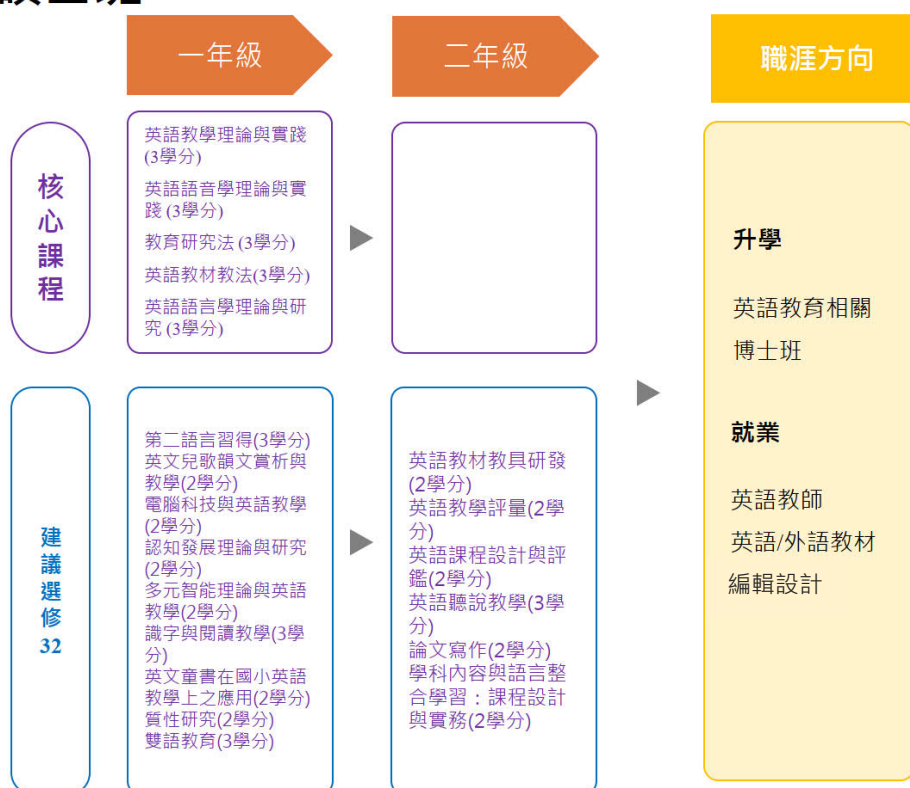 一年級
二年級
職涯方向
核
心
課
程
英語教學理論與實踐
(3學分)
英語語音學理論與實
踐 (3學分)
教育研究法 (3學分)
英語教材教法(3學分)
英語語言學理論與研
究 (3學分)
建
議
選
修
32
第二語言習得(3學分)
英文兒歌韻文賞析與
教學(2學分)
電腦科技與英語教學
(2學分)
認知發展理論與研究
(2學分)
多元智能理論與英語
教學(2學分)
識字與閱讀教學(3學
分)
英文童書在國小英語
教學上之應用(2學分)
質性研究(2學分)
雙語教育(3學分)
英語教材教具研發
(2學分)
英語教學評量(2學
分)
英語課程設計與評
鑑(2學分)
英語聽說教學(3學
分)
論文寫作(2學分)
學科內容與語言整
合學習：課程設計
與實務(2學分)
升學
英語教育相關
博士班
就業
英語教師
英語/外語教材
編輯設計